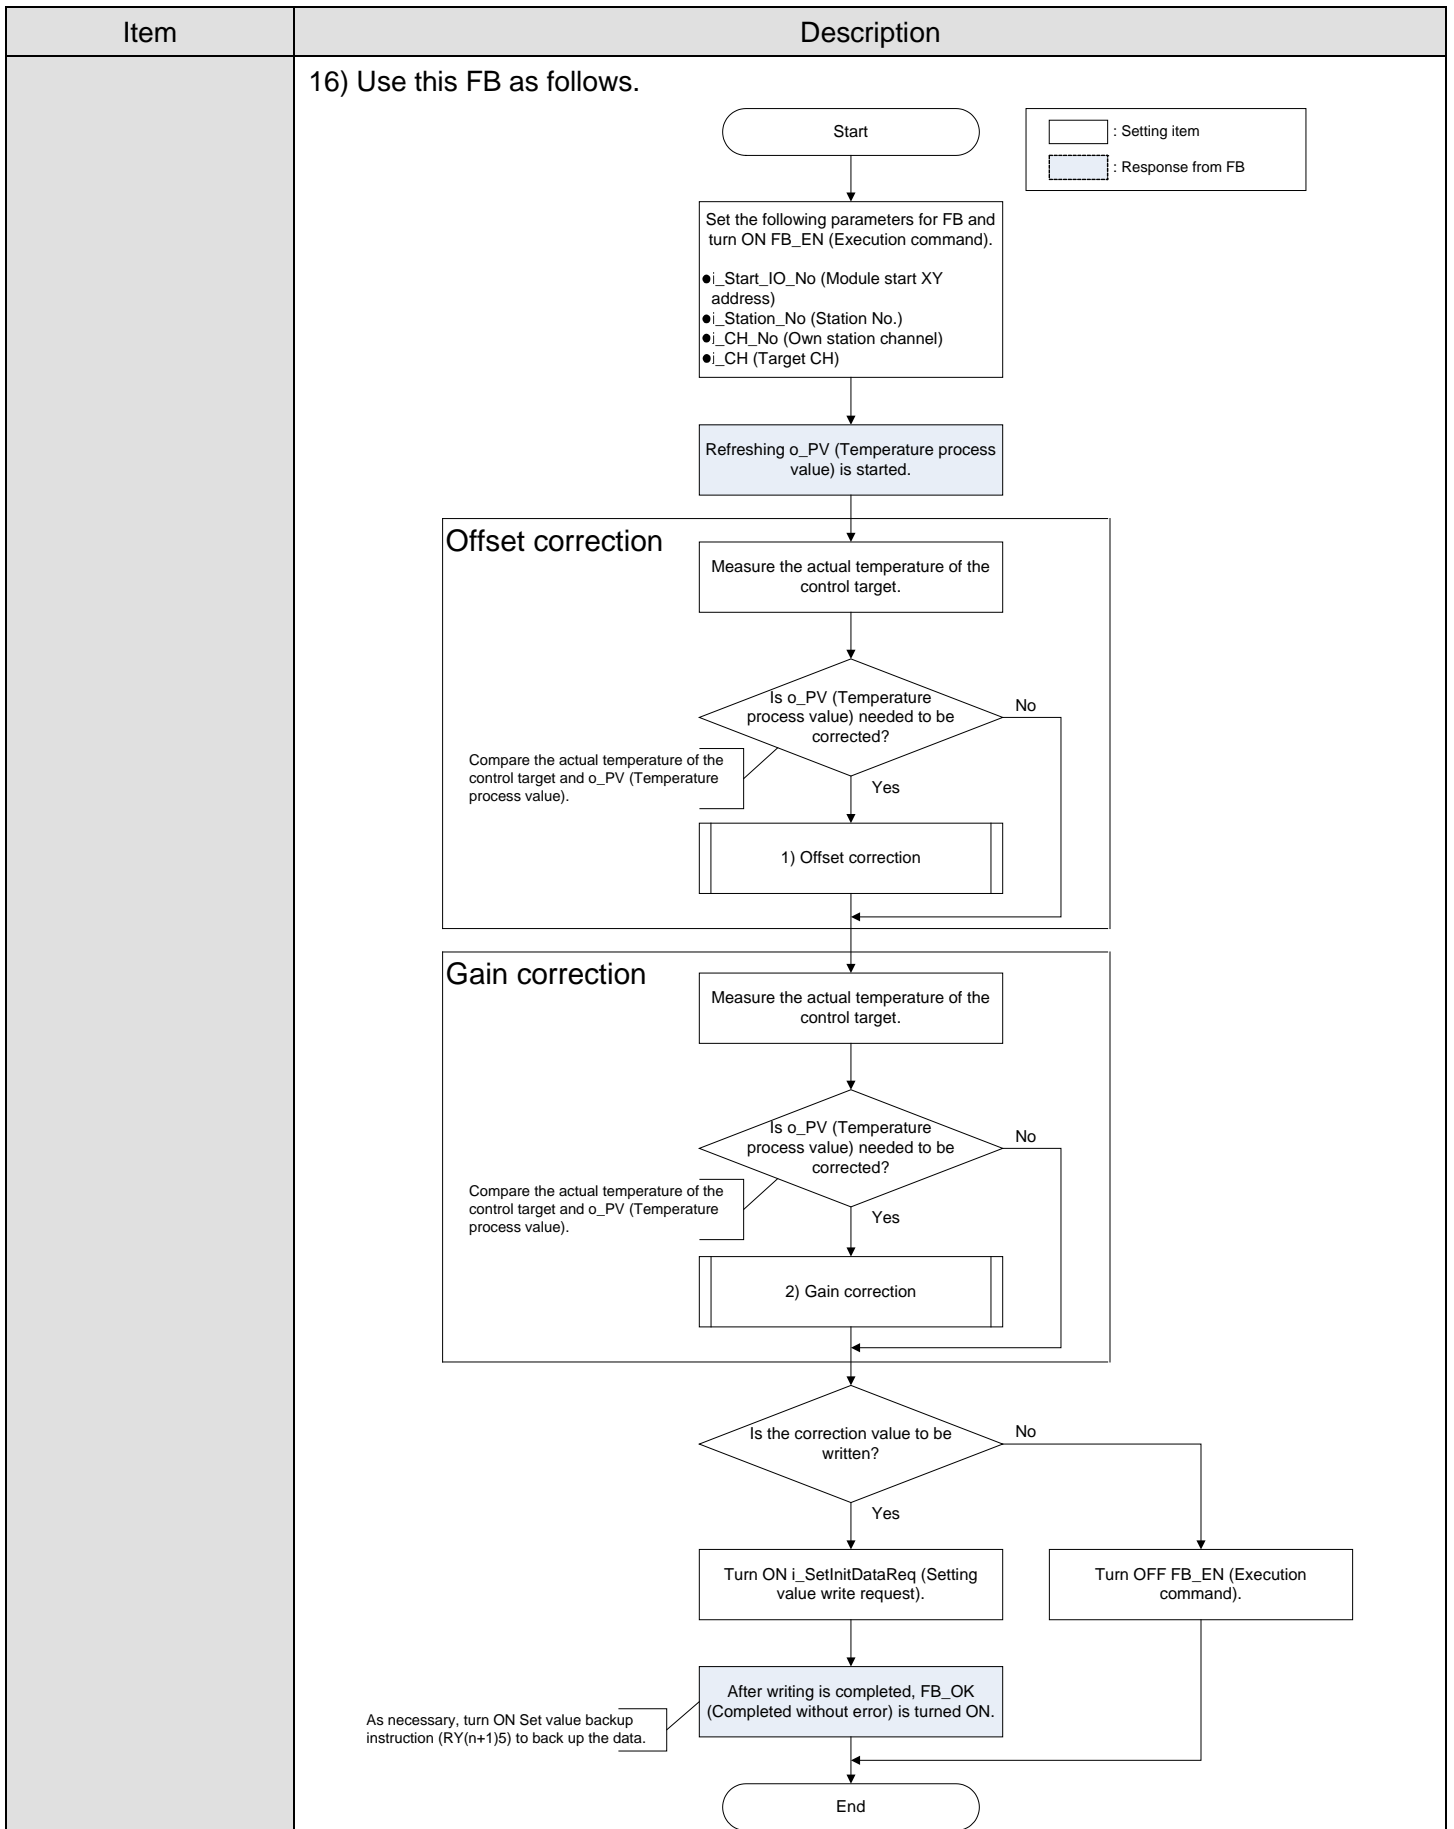 Item
Description
16) Use this FB as follows.
Start
: Setting item
: Response from FB
Set the following parameters for FB and
turn ON FB_EN (Execution command).
●i_Start_IO_No (Module start XY
address)
●i_Station_No (Station No.)
●i_CH_No (Own station channel)
●i_CH (Target CH)
Refreshing o_PV (Temperature process
value) is started.
Offset correction
Measure the actual temperature of the
control target.
Is o_PV (Temperature
process value) needed to be
corrected?
No
Compare the actual temperature of the
control target and o_PV (Temperature
process value).
Yes
1) Offset correction
Gain correction
Measure the actual temperature of the
control target.
Is o_PV (Temperature
process value) needed to be
corrected?
No
Compare the actual temperature of the
control target and o_PV (Temperature
process value).
Yes
2) Gain correction
Is the correction value to be
written?
No
Yes
Turn ON i_SetInitDataReq (Setting
value write request).
Turn OFF FB_EN (Execution
command).
After writing is completed, FB_OK
(Completed without error) is turned ON.
As necessary, turn ON Set value backup
instruction (RY(n+1)5) to back up the data.
End